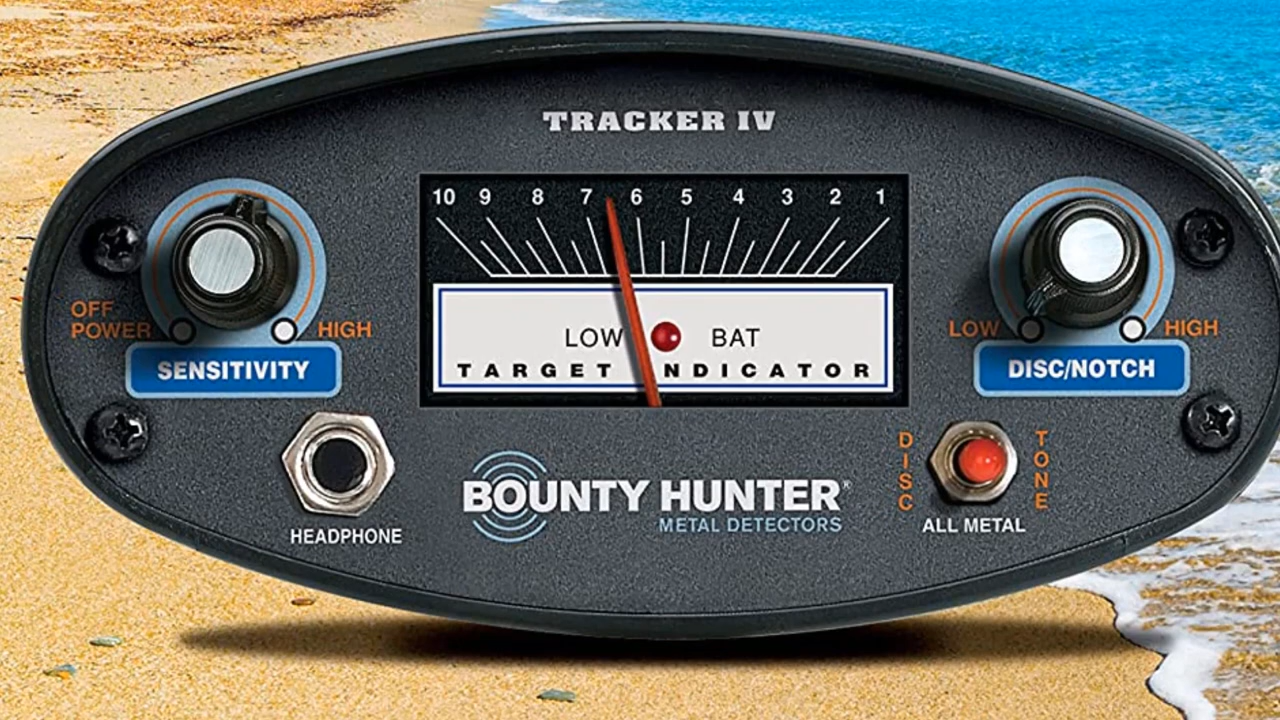 TRACKER IV
10 9 8 7 6 5 4 3 2 1
LOW BAT
TARGET INDICATOR
OFF
POWER
HIGH
SENSITIVITY
LOW
HIGH
DISC/NOTCH
HEADPHONE
BOUNTY HUNTER®
METAL DETECTORS
DISC
TONE
ALL METAL